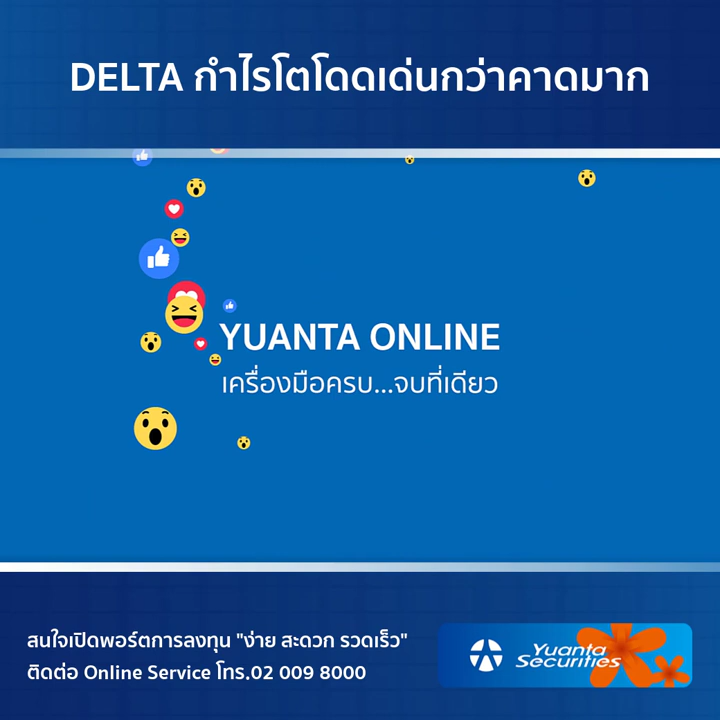 DELTA กำไรโตโดดเด่นกว่าคาดมาก
YUANTA ONLINE
เครื่องมือครบ...จบที่เดียว
สนใจเปิดพอร์ตการลงทุน "ง่าย สะดวก รวดเร็ว"
ติดต่อ Online Service โทร.02 009 8000
Yuanta
Securities